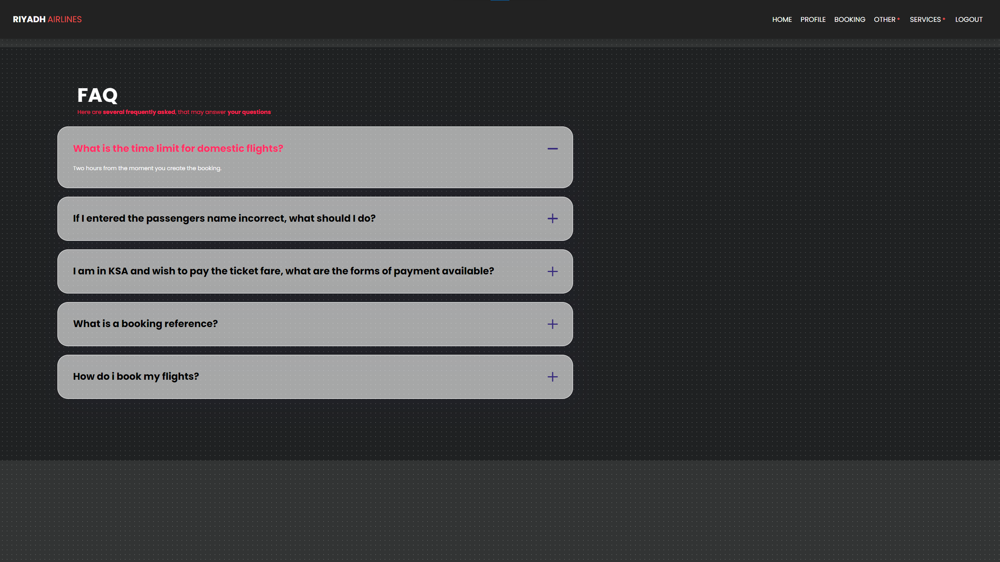 RIYADH AIRLINES
HOME PROFILE BOOKING OTHER + SERVICES + LOGOUT
FAQ
Here are several frequently asked, that may answer your questions
What is the time limit for domestic flights?
Two hours from the moment you create the booking.
If I entered the passengers name incorrect, what should I do?
I am in KSA and wish to pay the ticket fare, what are the forms of payment available?
What is a booking reference?
How do i book my flights?